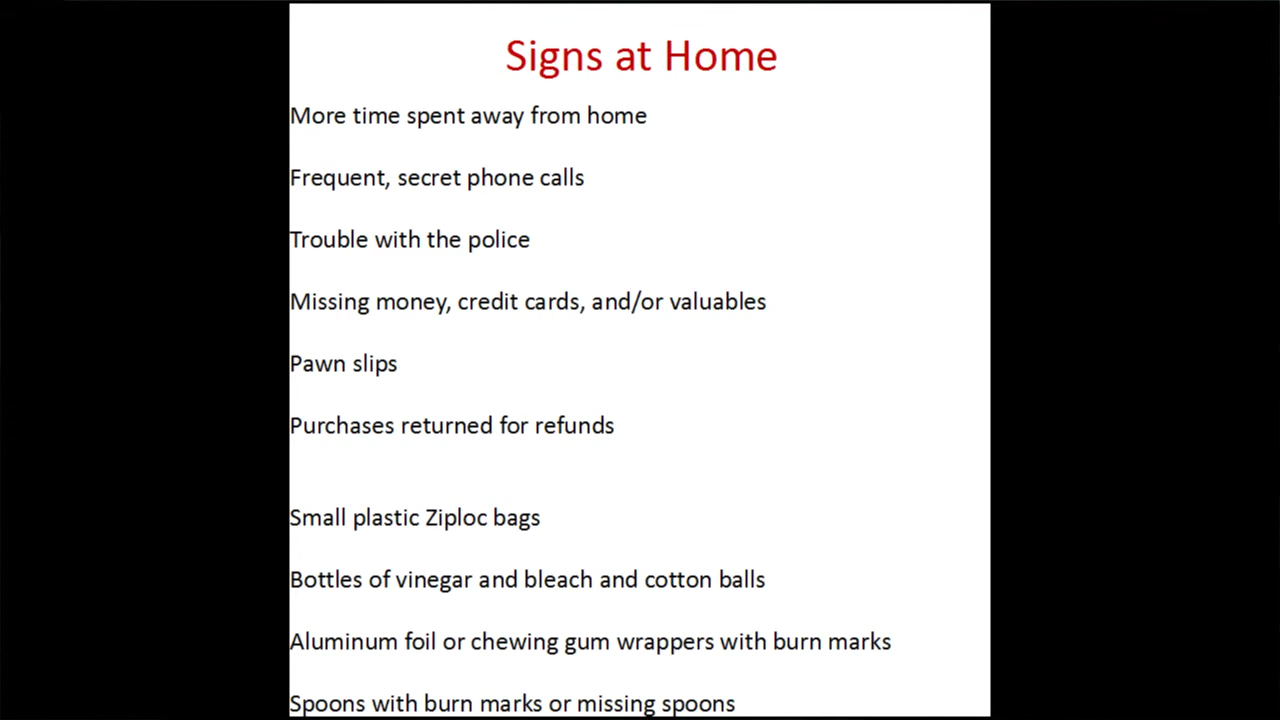 Signs at Home
More time spent away from home
Frequent, secret phone calls
Trouble with the police
Missing money, credit cards, and/or valuables
Pawn slips
Purchases returned for refunds
Small plastic Ziploc bags
Bottles of vinegar and bleach and cotton balls
Aluminum foil or chewing gum wrappers with burn marks
Spoons with burn marks or missing spoons